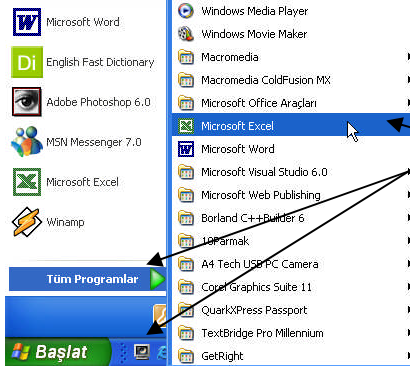 Microsoft Word
English Fast Dictionary
Adobe Photoshop 6.0
MSN Messenger 7.0
Microsoft Excel
Winamp
Tüm Programlar
Başlat
Windows Media Player
Windows Movie Maker
Macromedia
Macromedia ColdFusion MX
Microsoft Office Araçları
Microsoft Excel
Microsoft Word
Microsoft Visual Studio 6.0
Microsoft Web Publishing
Borland C++Builder 6
10Parmak
A4 Tech USB PC Camera
Corel Graphics Suite 11
QuarkXPress Passport
TextBridge Pro Millennium
GetRight